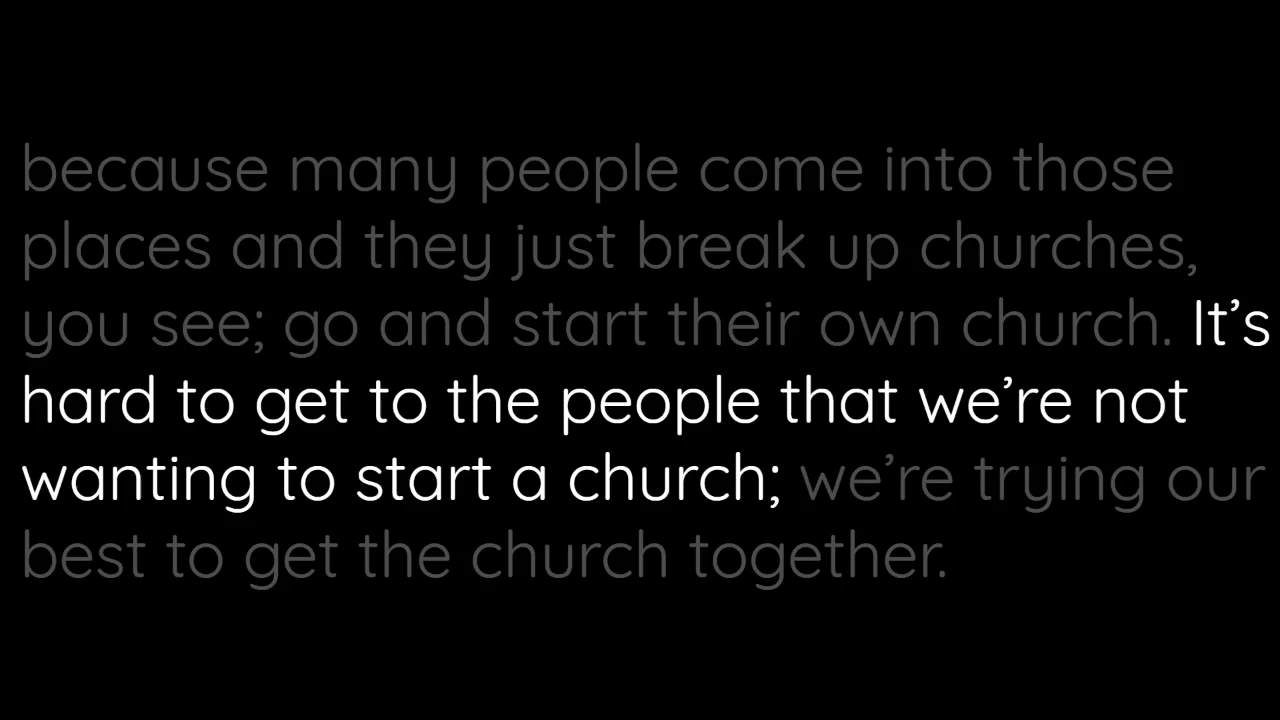 because many people come into those
places and they just break up churches,
you see; go and start their own church. It’s
hard to get to the people that we’re not
wanting to start a church; we’re trying our
best to get the church together.